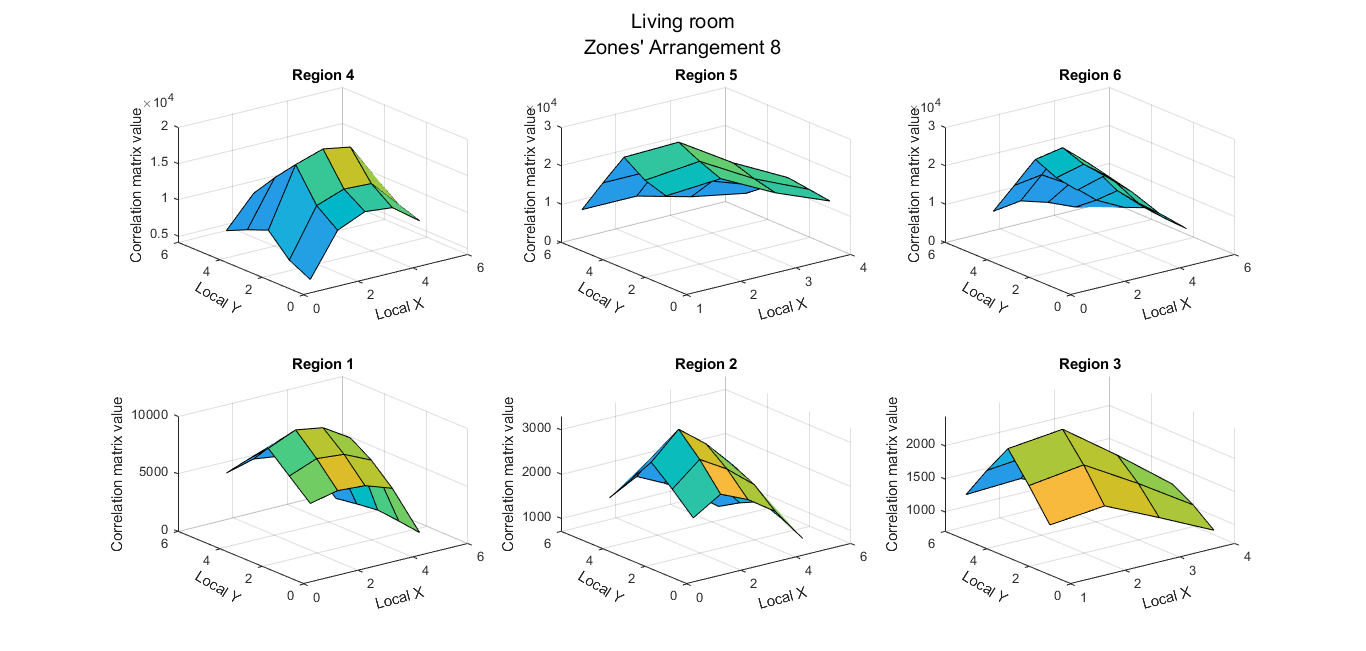 Living room
Zones' Arrangement 8
Region 4
Region 5
Region 6
×10^4
×10^4
×10^4
Correlation matrix value
Correlation matrix value
Correlation matrix value
2
1.5
1
0.5
3
2
1
0
3
2
1
0
6
4
2
0
Local Y
0
2
4
6
Local X
6
4
2
0
Local Y
1
2
3
4
Local X
6
4
2
0
Local Y
0
2
4
6
Local X
Region 1
Region 2
Region 3
Correlation matrix value
Correlation matrix value
Correlation matrix value
10000
5000
0
3000
2000
1000
2000
1500
1000
6
4
2
0
Local Y
0
2
4
6
Local X
6
4
2
0
Local Y
0
2
4
6
Local X
6
4
2
0
Local Y
1
2
3
4
Local X